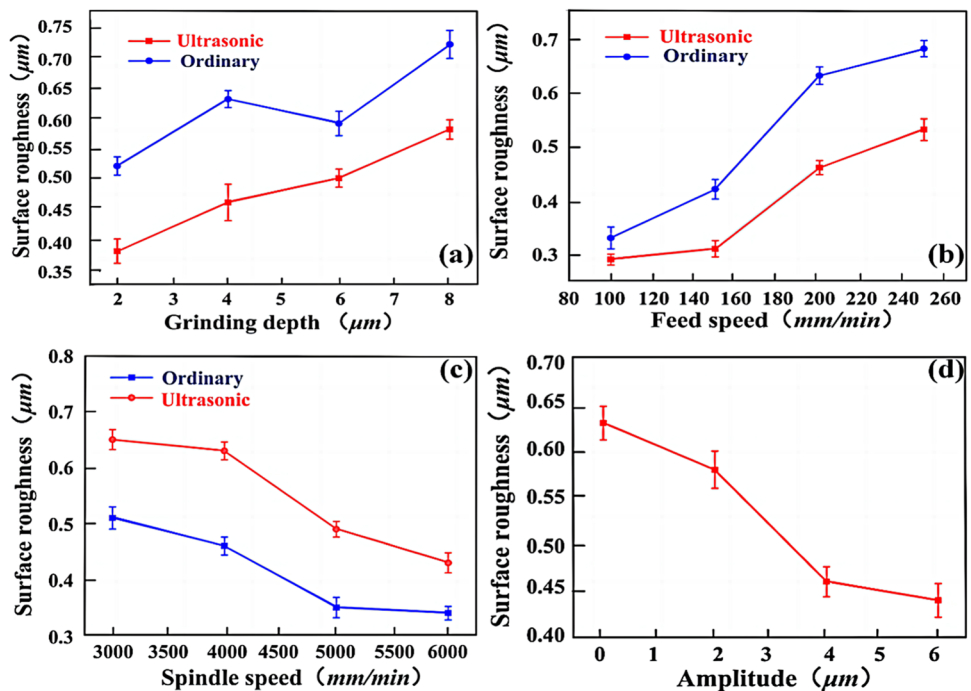 0.75
0.70
0.65
0.60
0.55
0.50
0.45
0.40
0.35
Surface roughness（μm）
Ultrasonic
Ordinary
(a)
2 3 4 5 6 7 8
Grinding depth （μm）
0.7
0.6
0.5
0.4
0.3
Surface roughness（μm）
Ultrasonic
Ordinary
(b)
80 100 120 140 160 180 200 220 240 260
Feed speed（mm/min）
0.8
0.7
0.6
0.5
0.4
0.3
Surface roughness（μm）
Ordinary
Ultrasonic
(c)
3000 3500 4000 4500 5000 5500 6000
Spindle speed（mm/min）
0.70
0.65
0.60
0.55
0.50
0.45
0.40
Surface roughness（μm）
(d)
0 1 2 3 4 5 6
Amplitude（μm）